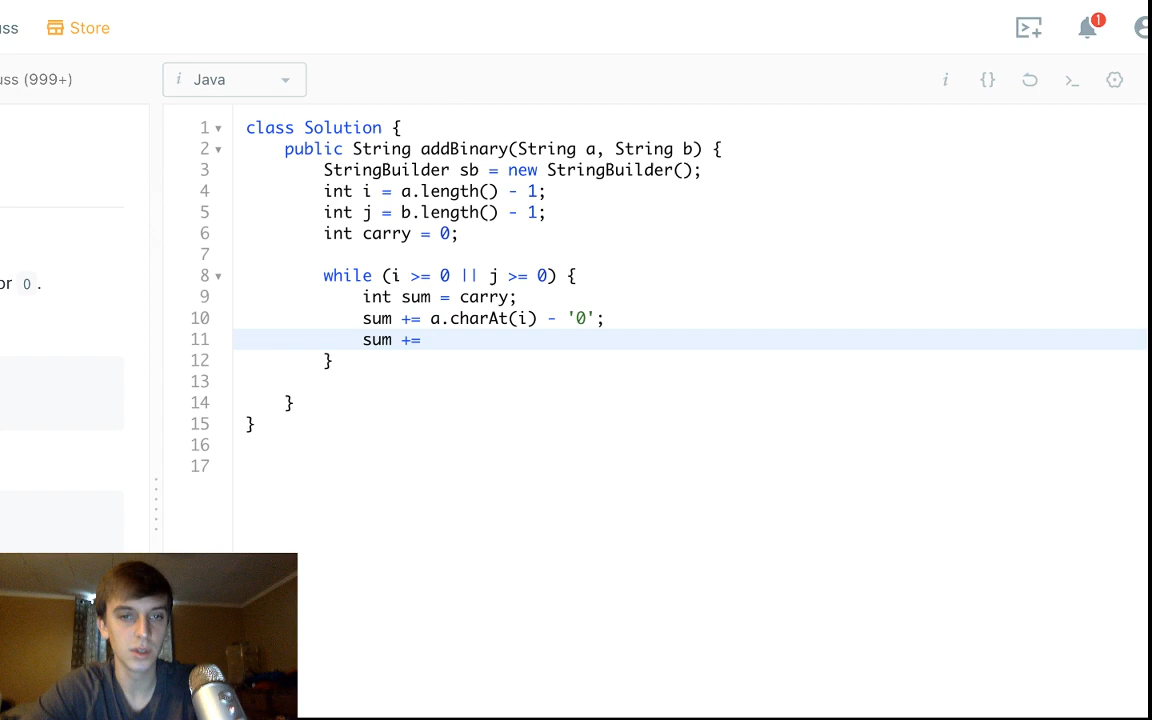 ss Store
1
uss (999+)
i Java
i {}
or 0 .
1 class Solution {
2 public String addBinary(String a, String b) {
3 StringBuilder sb = new StringBuilder();
4 int i = a.length() - 1;
5 int j = b.length() - 1;
6 int carry = 0;
7
8 while (i >= 0 || j >= 0) {
9 int sum = carry;
10 sum += a.charAt(i) - '0';
11 sum +=
12 }
13
14 }
15 }
16
17